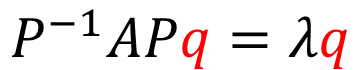 P⁻¹APq = λq